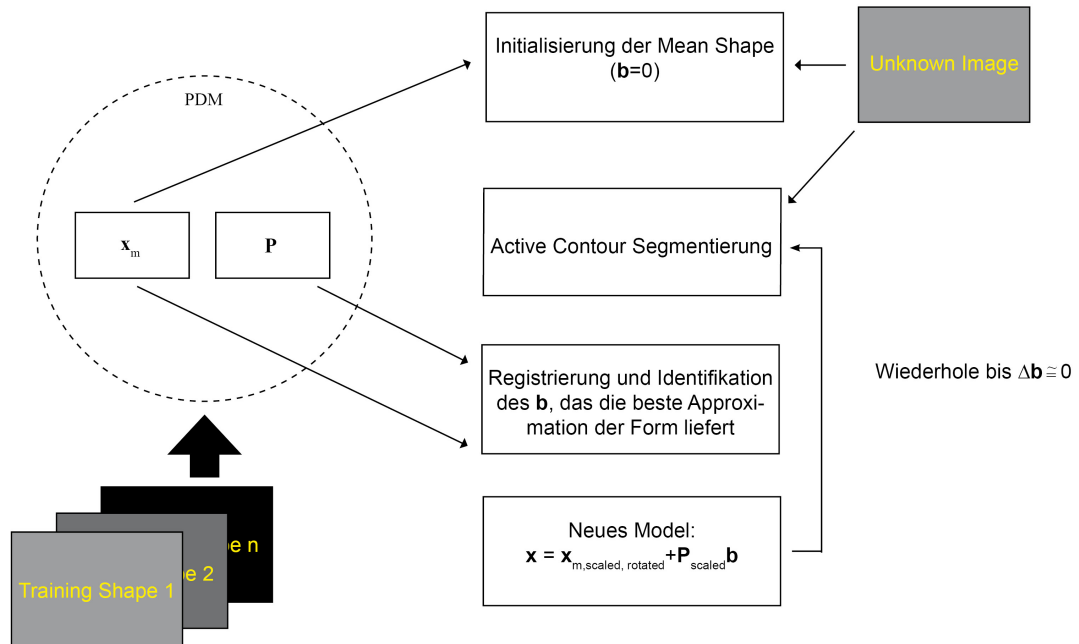 Initialisierung der Mean Shape
(b=0)
Unknown Image
PDM
xm
P
Active Contour Segmentierung
Registrierung und Identifikation
des b, das die beste Approxi-
mation der Form liefert
Wiederhole bis Δb≅0
Neues Model:
x = xm,scaled, rotated+Pscaledb
pe n
pe 2
Training Shape 1